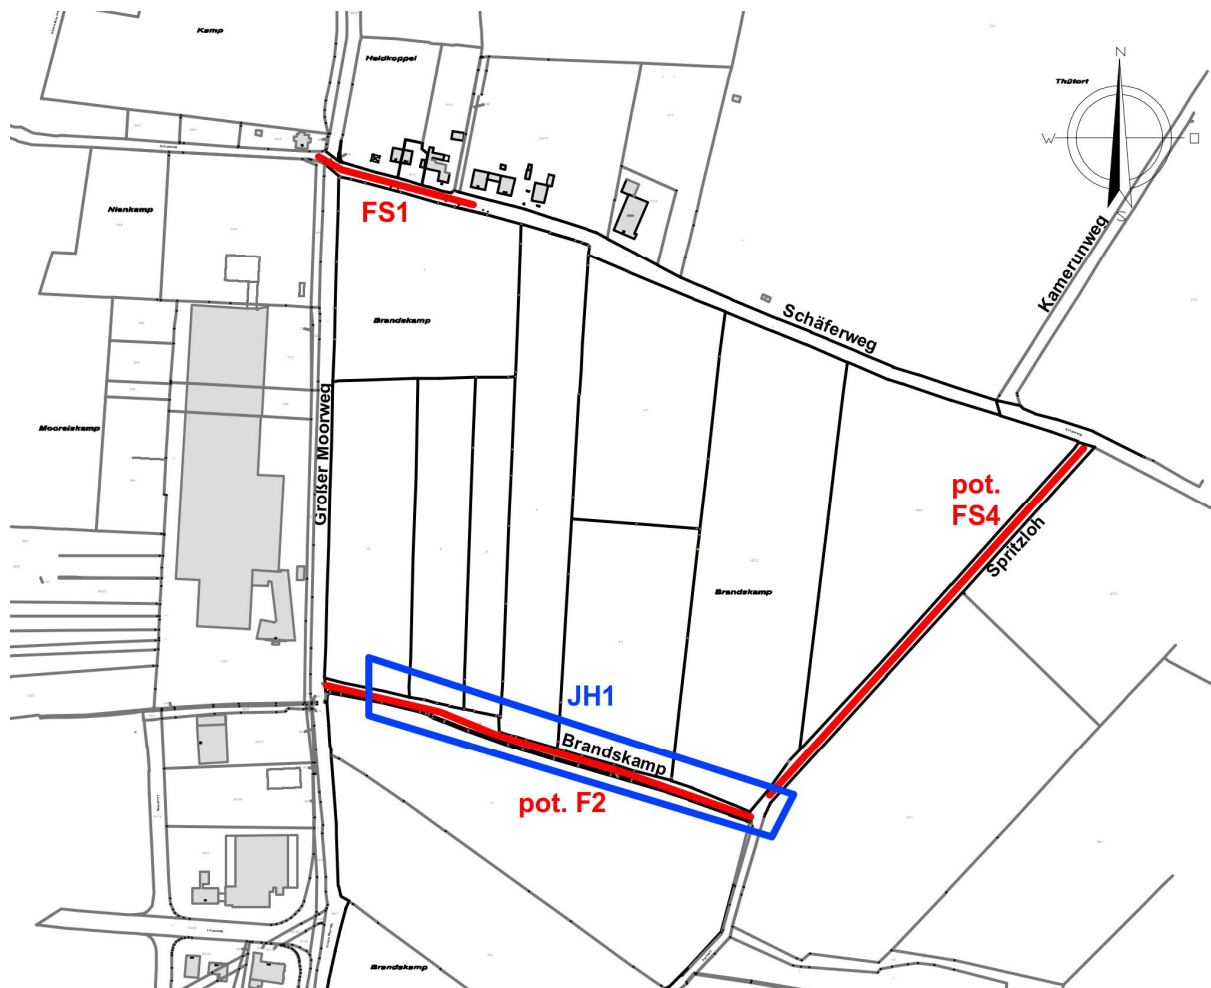 Kamp
Heidkoppel
N
Thütort
W
O
S
Nienkamp
FS1
Kamerunweg
Brandskamp
Schäferweg
Großer Moorweg
Mooreiskamp
pot.
FS4
Spritzloh
Brandskamp
JH1
Brandskamp
pot. F2
Brandskamp